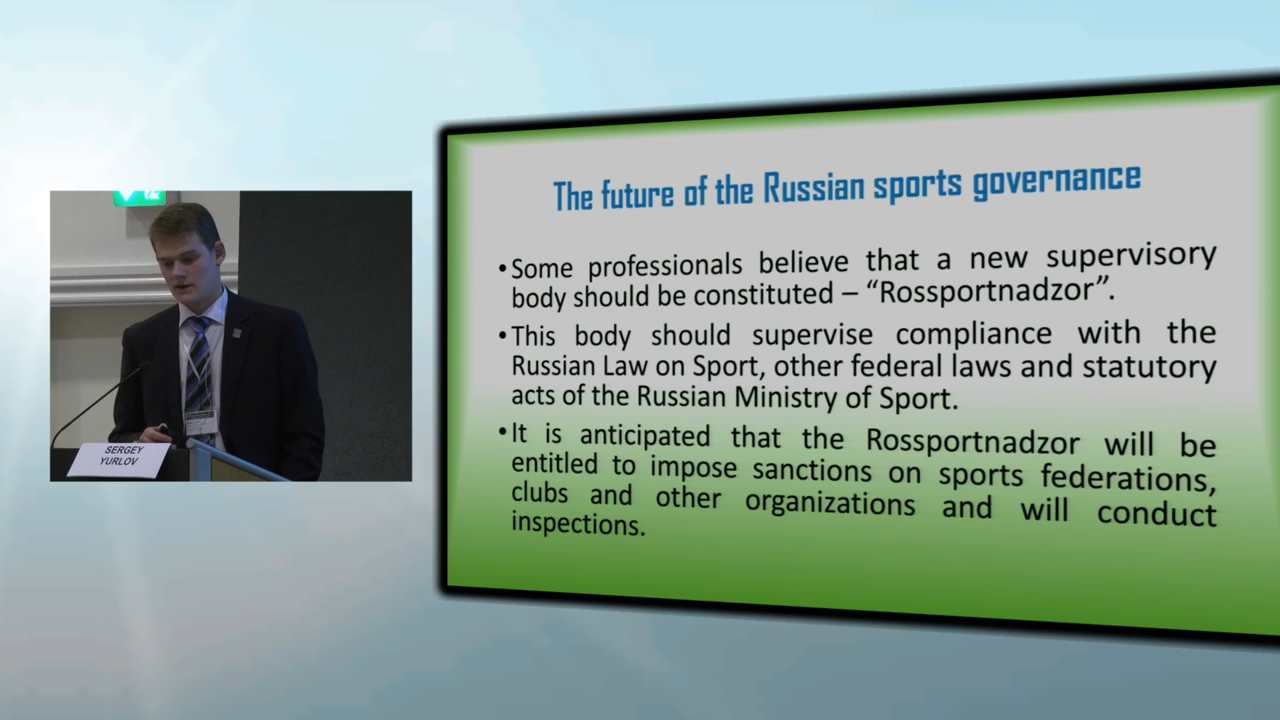 SERGEY
YURLOV
The future of the Russian sports governance
•Some professionals believe that a new supervisory
body should be constituted – “Rossportnadzor”.
•This body should supervise compliance with the
Russian Law on Sport, other federal laws and statutory
acts of the Russian Ministry of Sport.
•It is anticipated that the Rossportnadzor will be
entitled to impose sanctions on sports federations,
clubs and other organizations and will conduct
inspections.